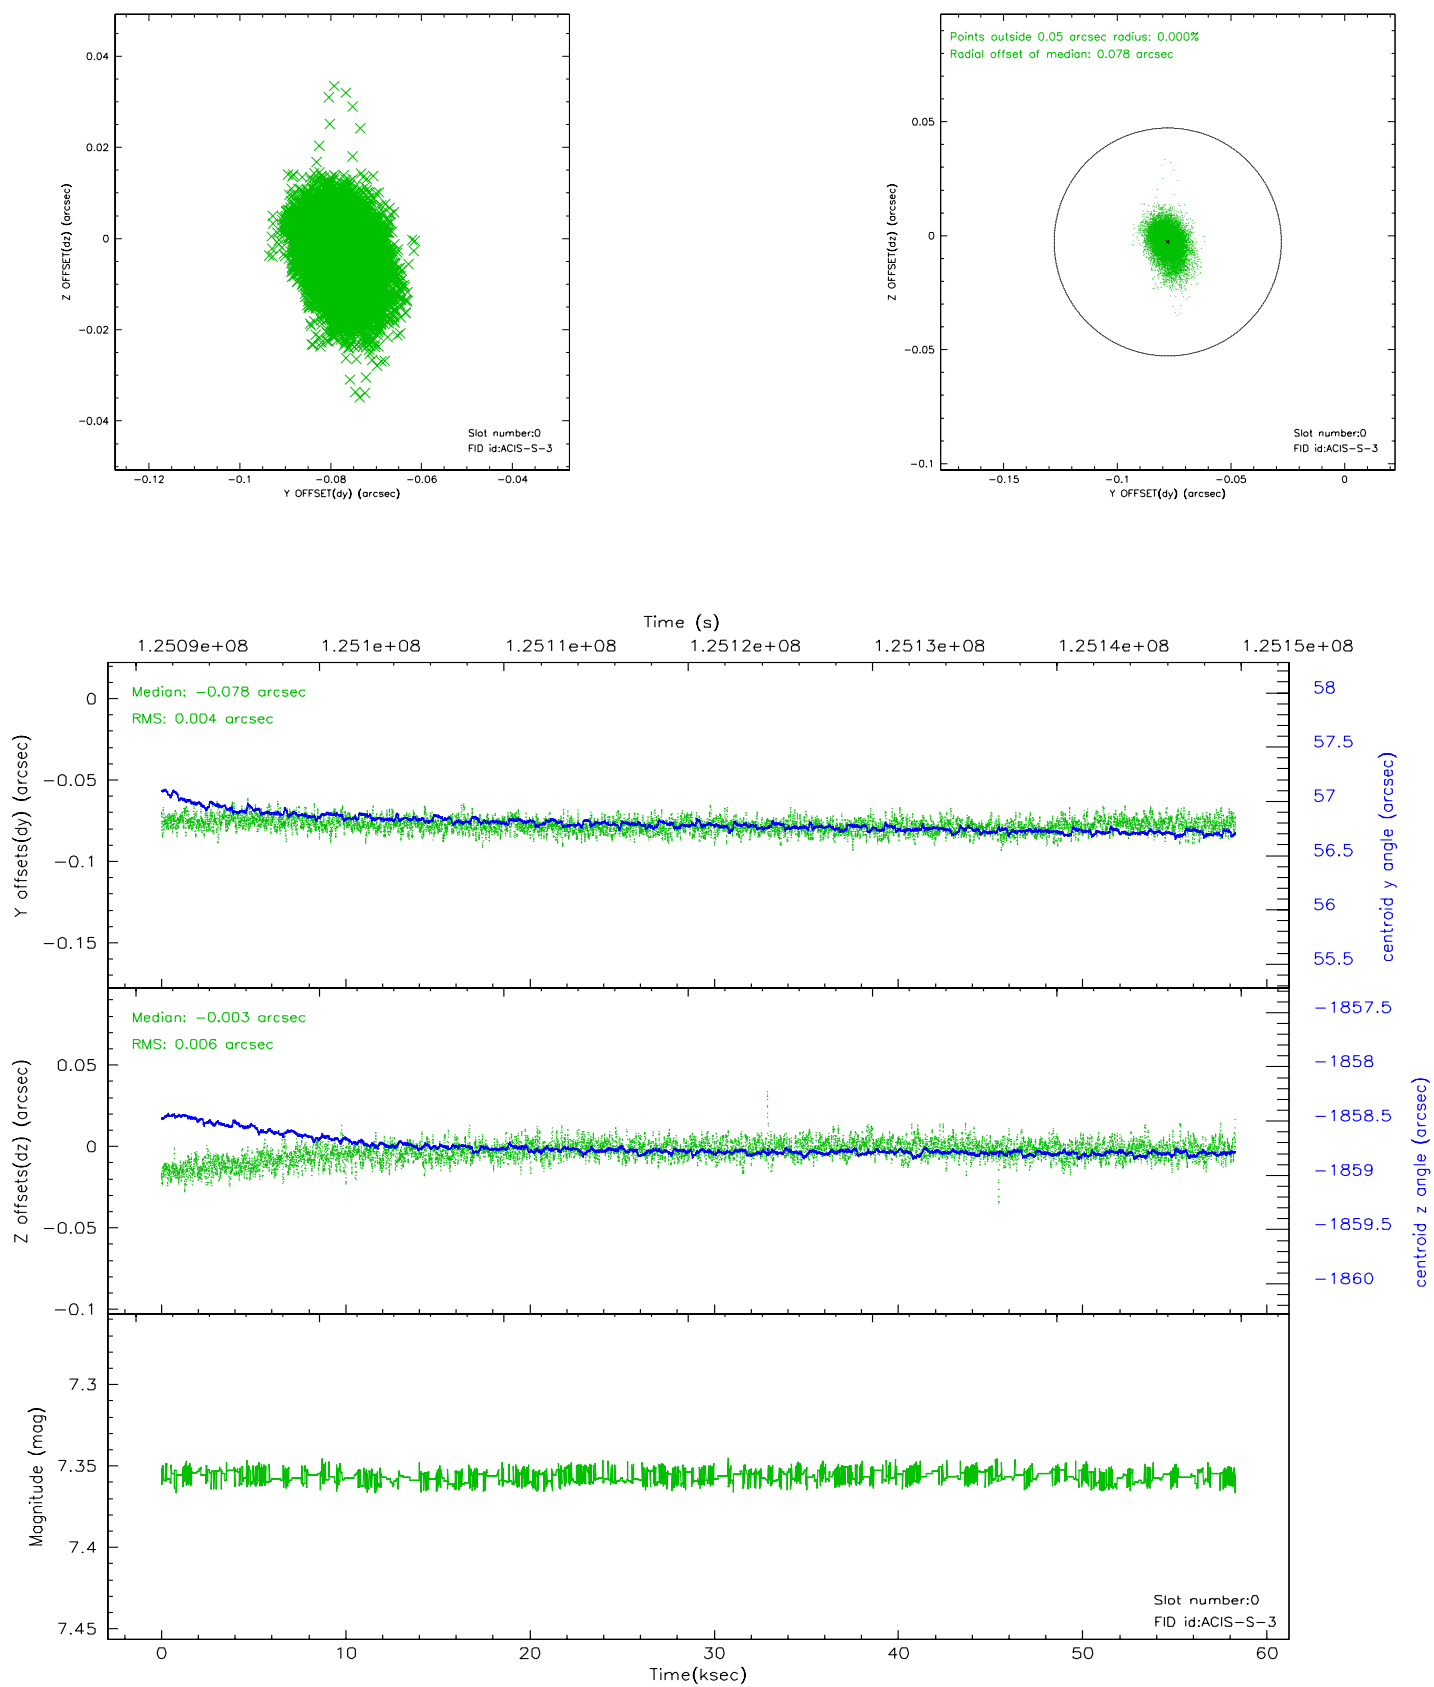 0.04
0.02
0
-0.02
-0.04
Z OFFSET(dz) (arcsec)
Slot number:0
FID id:ACIS-S-3
-0.12 -0.1 -0.08 -0.06 -0.04
Y OFFSET(dy) (arcsec)
Points outside 0.05 arcsec radius: 0.000%
Radial offset of median: 0.078 arcsec
0.05
0
-0.05
-0.1
Z OFFSET(dz) (arcsec)
Slot number:0
FID id:ACIS-S-3
-0.15 -0.1 -0.05 0
Y OFFSET(dy) (arcsec)
Time (s)
1.2509e+08 1.251e+08 1.2511e+08 1.2512e+08 1.2513e+08 1.2514e+08 1.2515e+08
Median: -0.078 arcsec
RMS: 0.004 arcsec
0
-0.05
-0.1
-0.15
Y offsets(dy) (arcsec)
58
57.5
57
56.5
56
55.5
centroid y angle (arcsec)
Median: -0.003 arcsec
RMS: 0.006 arcsec
0.05
0
-0.05
-0.1
Z offsets(dz) (arcsec)
-1857.5
-1858
-1858.5
-1859
-1859.5
-1860
centroid z angle (arcsec)
7.3
7.35
7.4
7.45
Magnitude (mag)
Slot number:0
FID id:ACIS-S-3
0 10 20 30 40 50 60
Time(ksec)